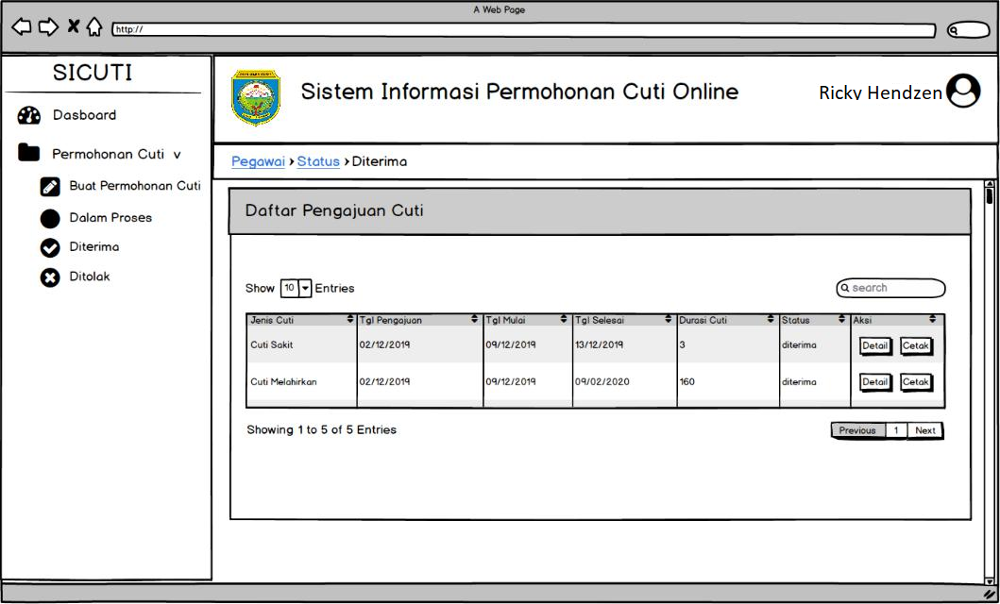 A Web Page
http://
SICUTI
Dasboard
Permohonan Cuti v
Buat Permohonan Cuti
Dalam Proses
Diterima
Ditolak
Sistem Informasi Permohonan Cuti Online
Ricky Hendzen
Pegawai > Status > Diterima
Daftar Pengajuan Cuti
Show 10 Entries
search
Jenis Cuti Tgl Pengajuan Tgl Mulai Tgl Selesai Durasi Cuti Status Aksi
Cuti Sakit 02/12/2019 09/12/2019 13/12/2019 3 diterima Detail Cetak
Cuti Melahirkan 02/12/2019 09/12/2019 09/02/2020 160 diterima Detail Cetak
Showing 1 to 5 of 5 Entries
Previous 1 Next